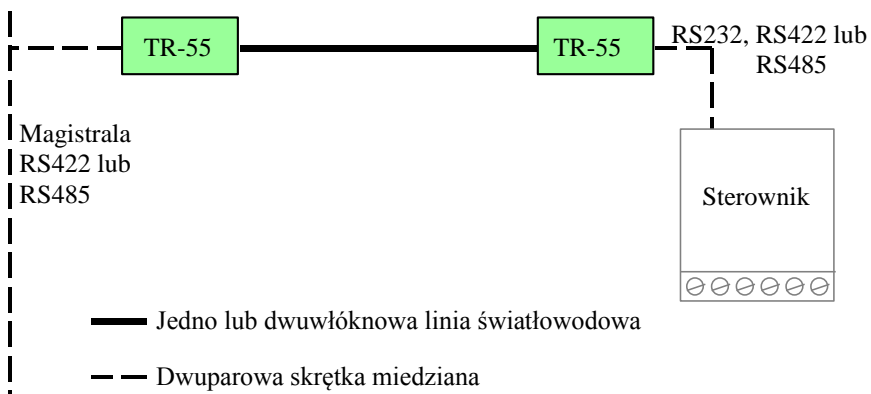 TR-55
TR-55
RS232, RS422 lub
RS485
Magistrala
RS422 lub
RS485
Sterownik
Jedno lub dwuwłóknowa linia światłowodowa
Dwuparowa skrętka miedziana